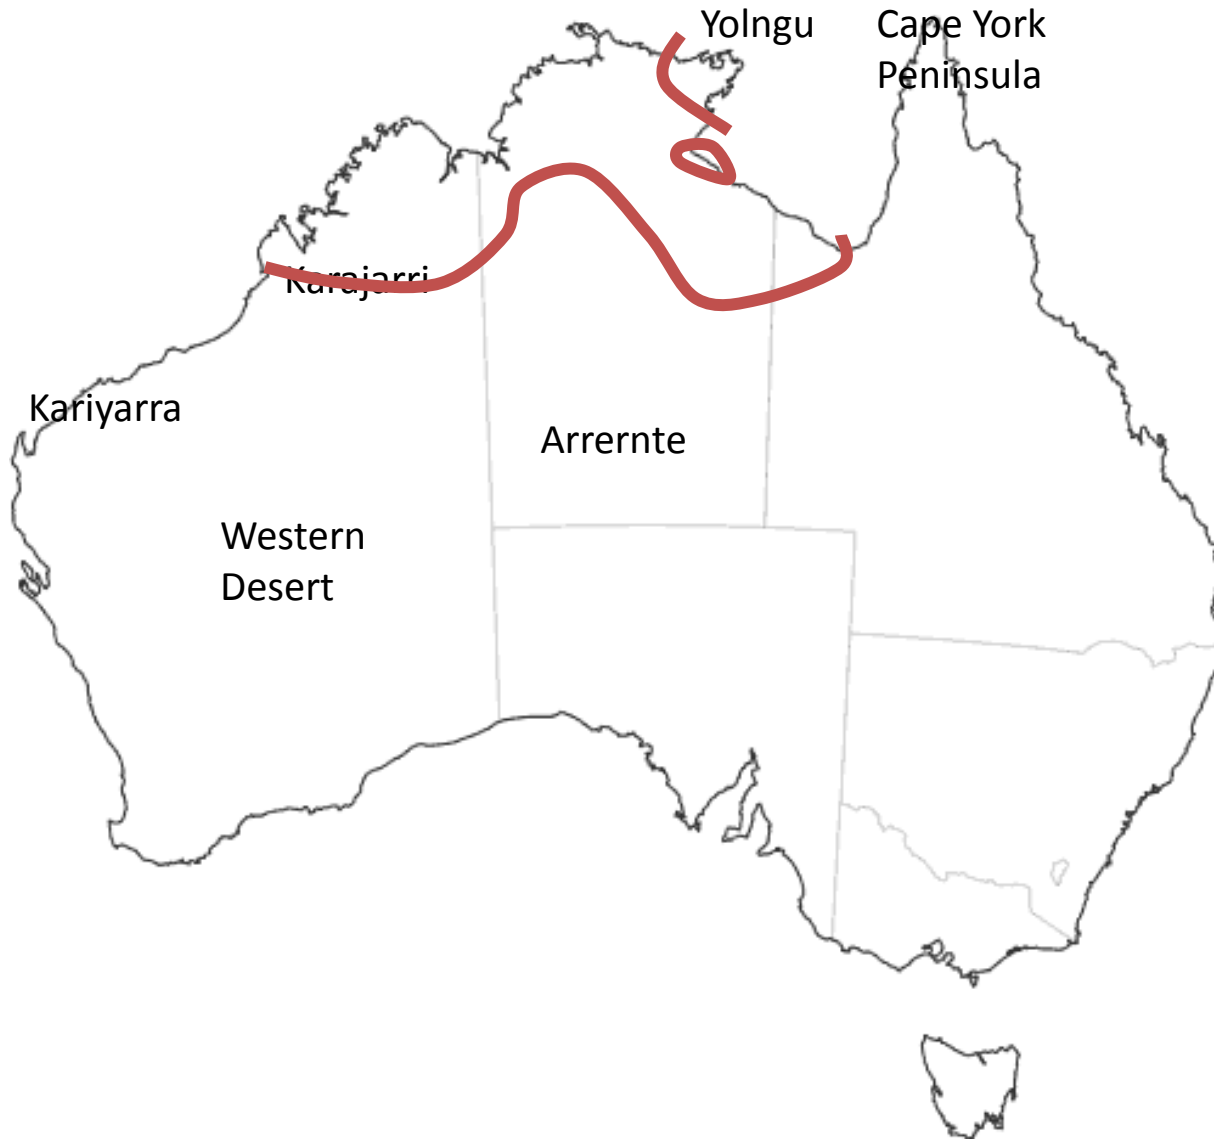 Yolngu
Cape York
Peninsula
Karajarri
Kariyarra
Arrernte
Western
Desert